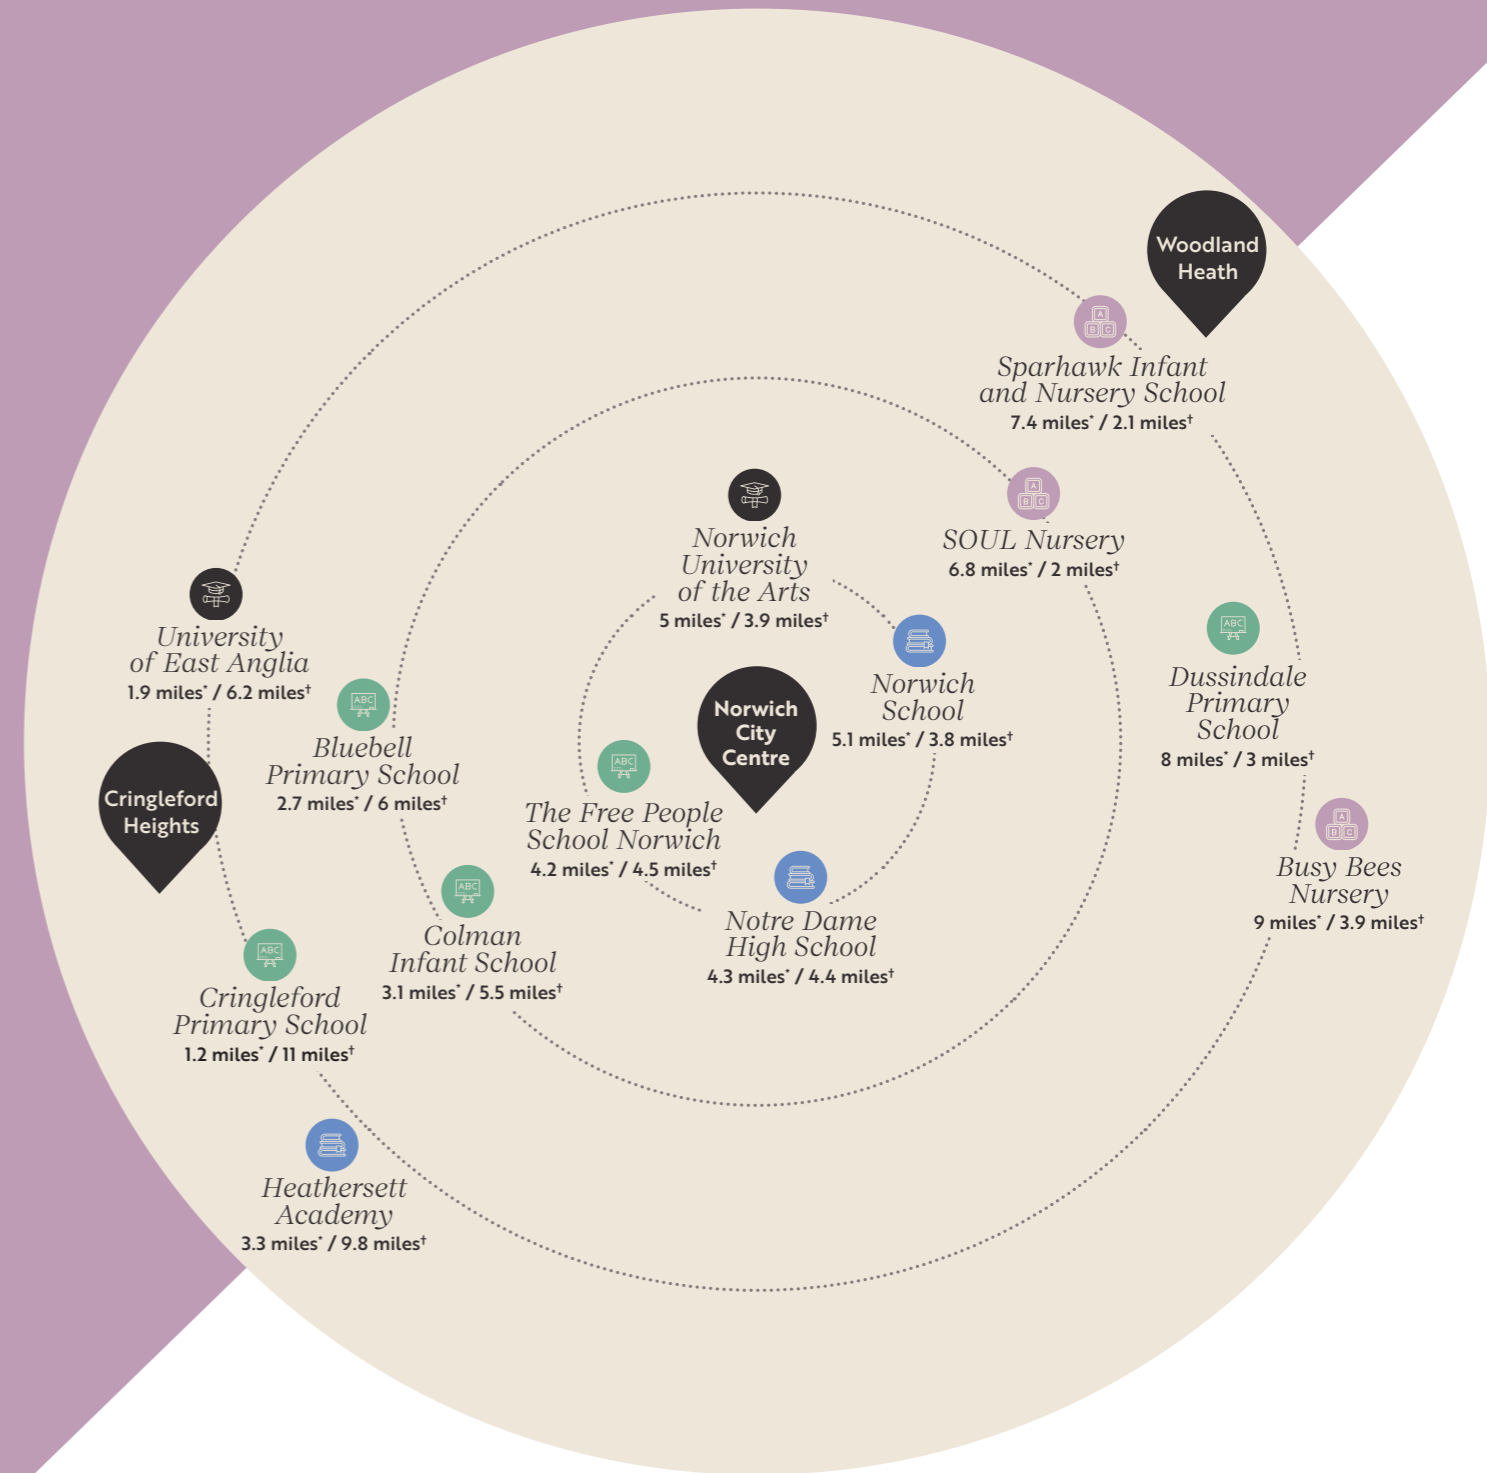 Woodland
Heath
Sparhawk Infant
and Nursery School
7.4 miles* / 2.1 miles†
Norwich
University
of the Arts
5 miles* / 3.9 miles†
SOUL Nursery
6.8 miles* / 2 miles†
University
of East Anglia
1.9 miles* / 6.2 miles†
Norwich
School
5.1 miles* / 3.8 miles†
ABC
Dussindale
Primary
School
8 miles* / 3 miles†
ABC
Bluebell
Primary School
2.7 miles* / 6 miles†
Norwich
City
Centre
Cringleford
Heights
ABC
The Free People
School Norwich
4.2 miles* / 4.5 miles†
A
B C
Busy Bees
Nursery
9 miles* / 3.9 miles†
ABC
Colman
Infant School
3.1 miles* / 5.5 miles†
Notre Dame
High School
4.3 miles* / 4.4 miles†
ABC
Cringleford
Primary School
1.2 miles* / 11 miles†
Heathersett
Academy
3.3 miles* / 9.8 miles†